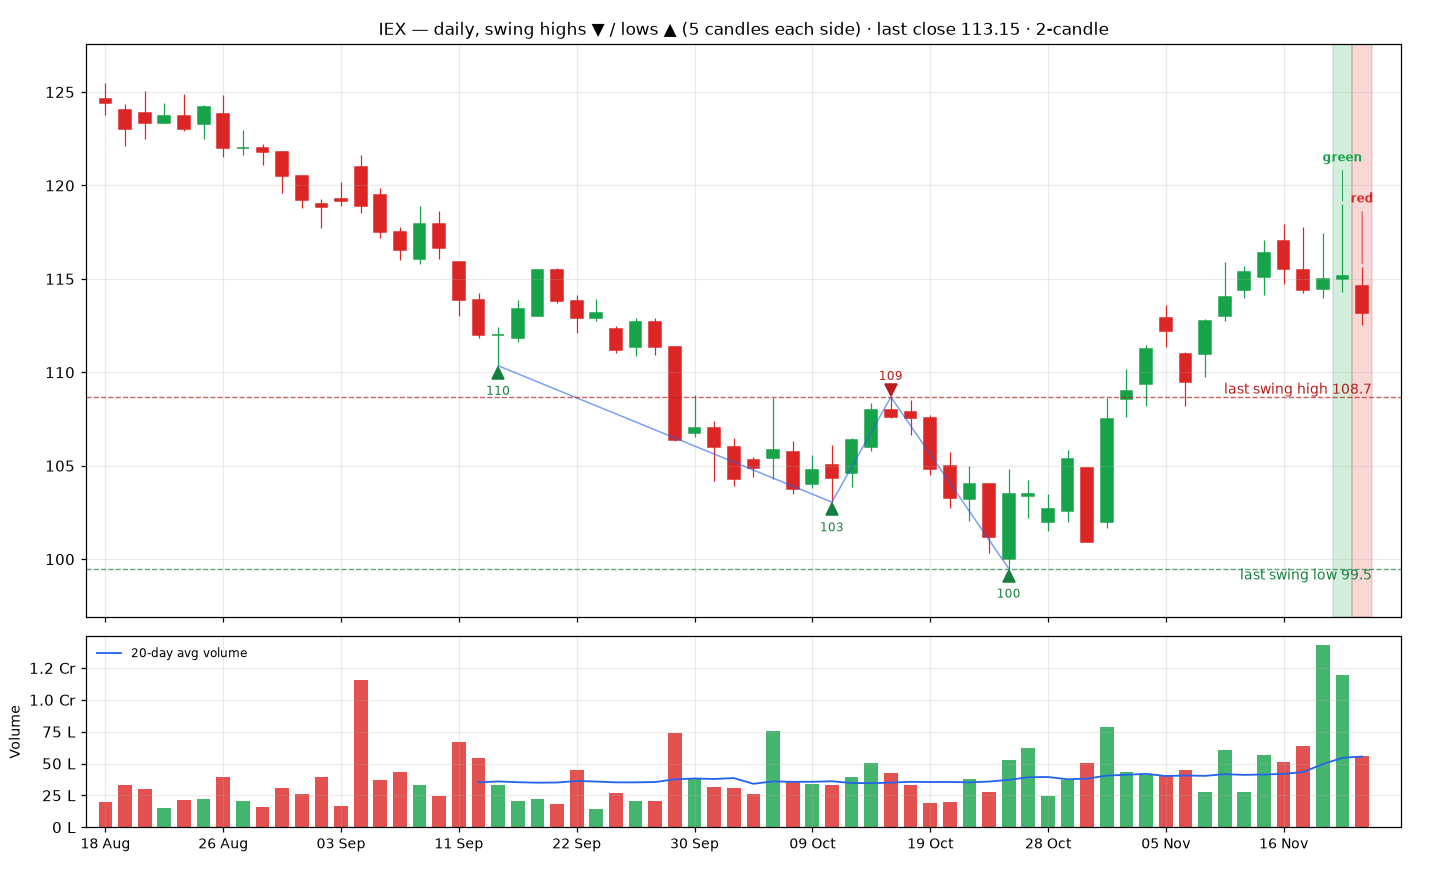 IEX — daily, swing highs ▼ / lows ▲ (5 candles each side) · last close 113.15 · 2-candle
125
120
115
110
105
100
green
red
109
110
103
100
last swing high 108.7
last swing low 99.5
20-day avg volume
Volume
1.2 Cr
1.0 Cr
75 L
50 L
25 L
0 L
18 Aug
26 Aug
03 Sep
11 Sep
22 Sep
30 Sep
09 Oct
19 Oct
28 Oct
05 Nov
16 Nov